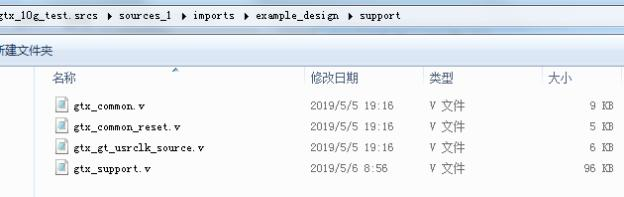 gtx_10g_test.srcs ▸ sources_1 ▸ imports ▸ example_design ▸ support
新建文件夹
名称 修改日期 类型 大小
gtx_common.v 2019/5/5 19:16 V 文件 9 KB
gtx_common_reset.v 2019/5/5 19:16 V 文件 5 KB
gtx_gt_usrclk_source.v 2019/5/5 19:16 V 文件 6 KB
gtx_support.v 2019/5/6 8:56 V 文件 96 KB